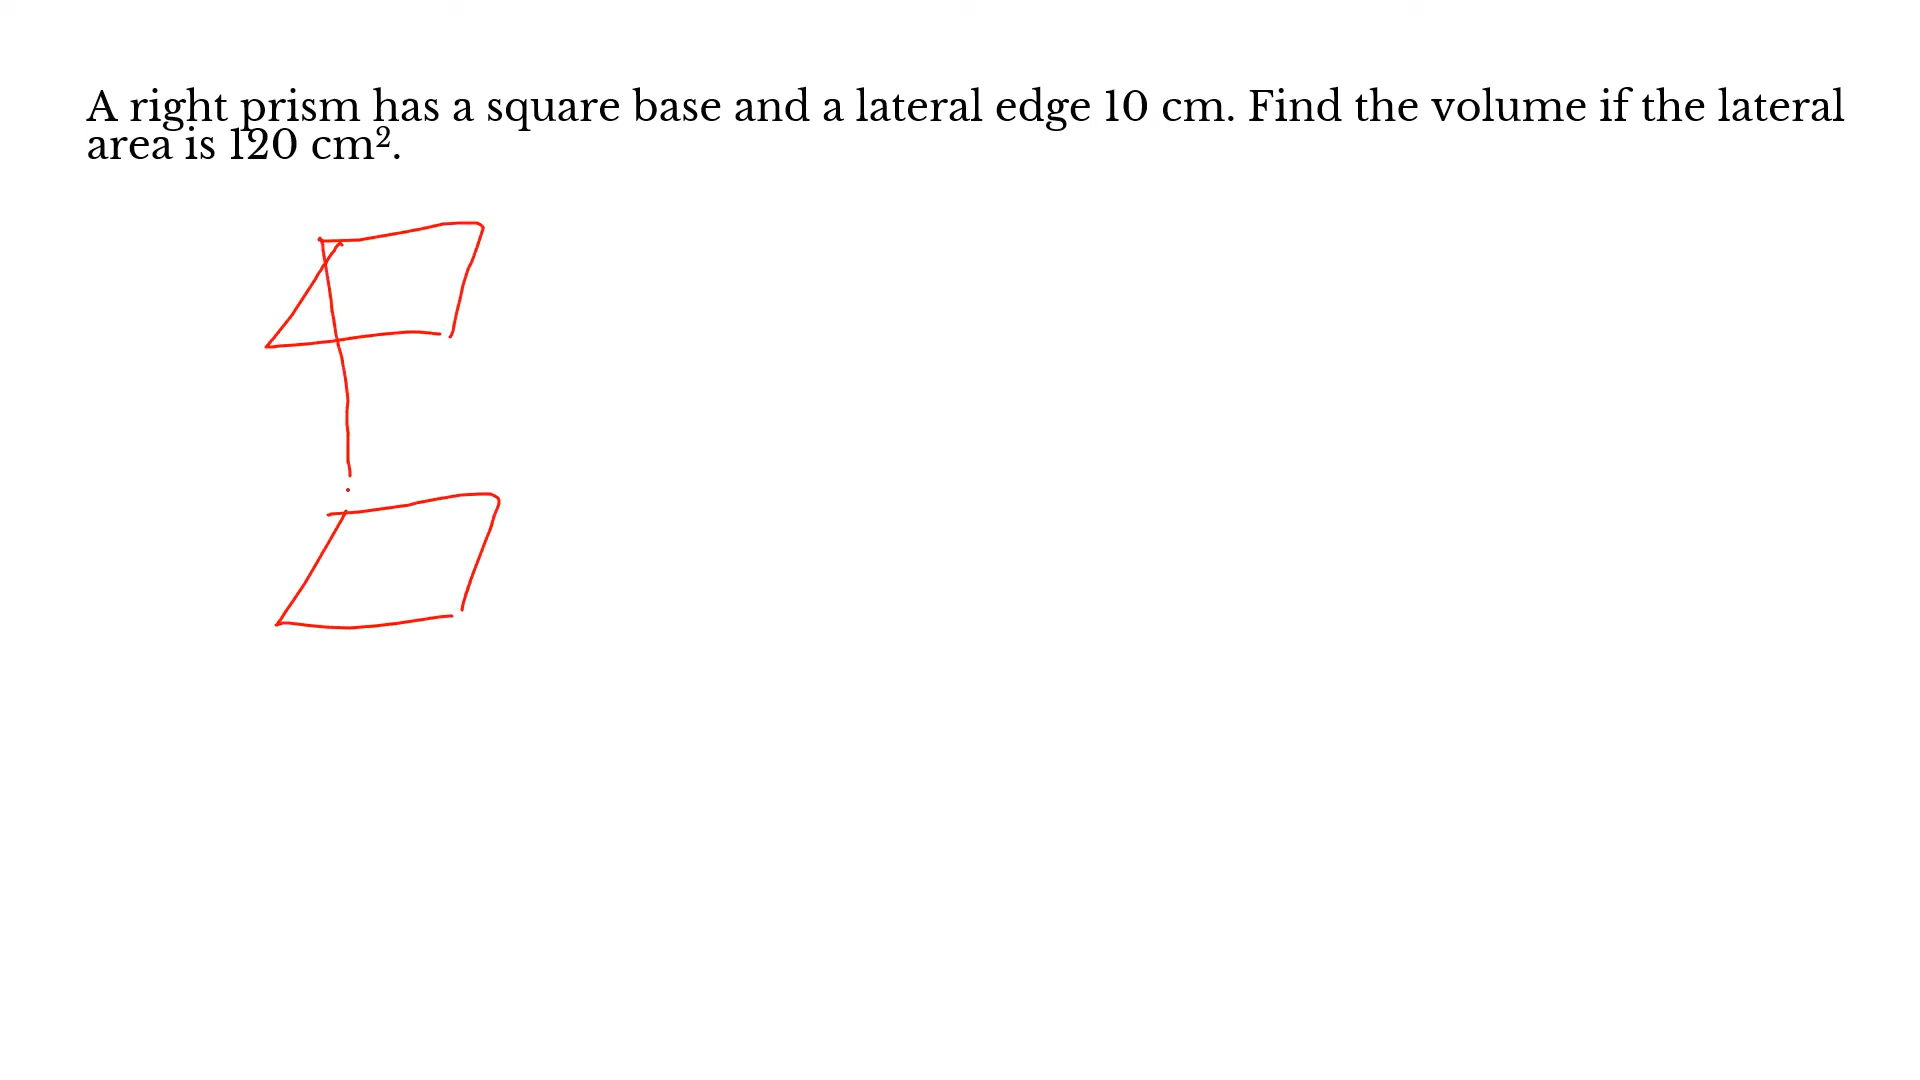 A right prism has a square base and a lateral edge 10 cm. Find the volume if the lateral
area is 120 cm².